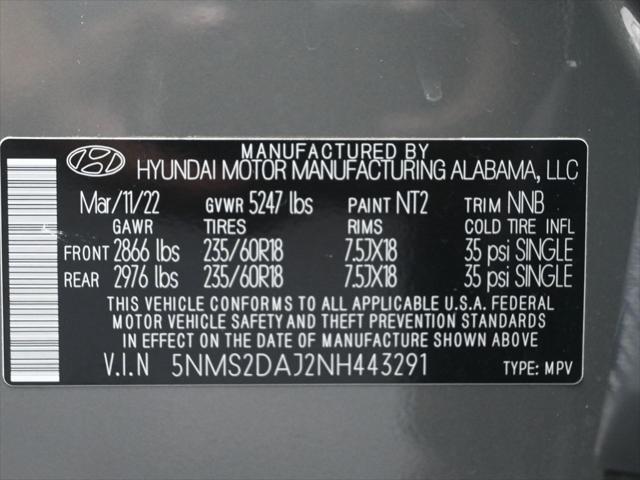 MANUFACTURED BY
HYUNDAI MOTOR MANUFACTURING ALABAMA, LLC
Mar/11/22 GVWR 5247 lbs PAINT NT2 TRIM NNB
GAWR TIRES RIMS COLD TIRE INFL
FRONT 2866 lbs 235/60R18 7.5JX18 35 psi SINGLE
REAR 2976 lbs 235/60R18 7.5JX18 35 psi SINGLE
THIS VEHICLE CONFORMS TO ALL APPLICABLE U.S.A. FEDERAL
MOTOR VEHICLE SAFETY AND THEFT PREVENTION STANDARDS
IN EFFECT ON THE DATE OF MANUFACTURE SHOWN ABOVE
V.I.N 5NMS2DAJ2NH443291 TYPE: MPV